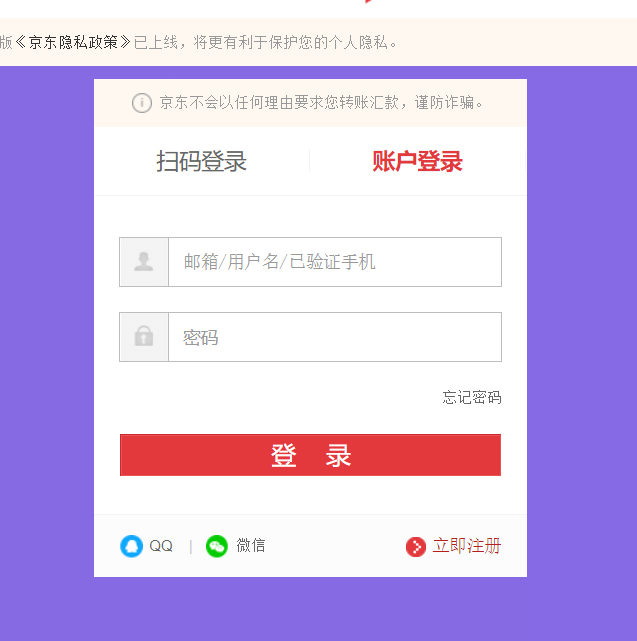 版《京东隐私政策》已上线，将更有利于保护您的个人隐私。
京东不会以任何理由要求您转账汇款，谨防诈骗。
扫码登录 账户登录
邮箱/用户名/已验证手机
密码
忘记密码
登 录
QQ | 微信 立即注册